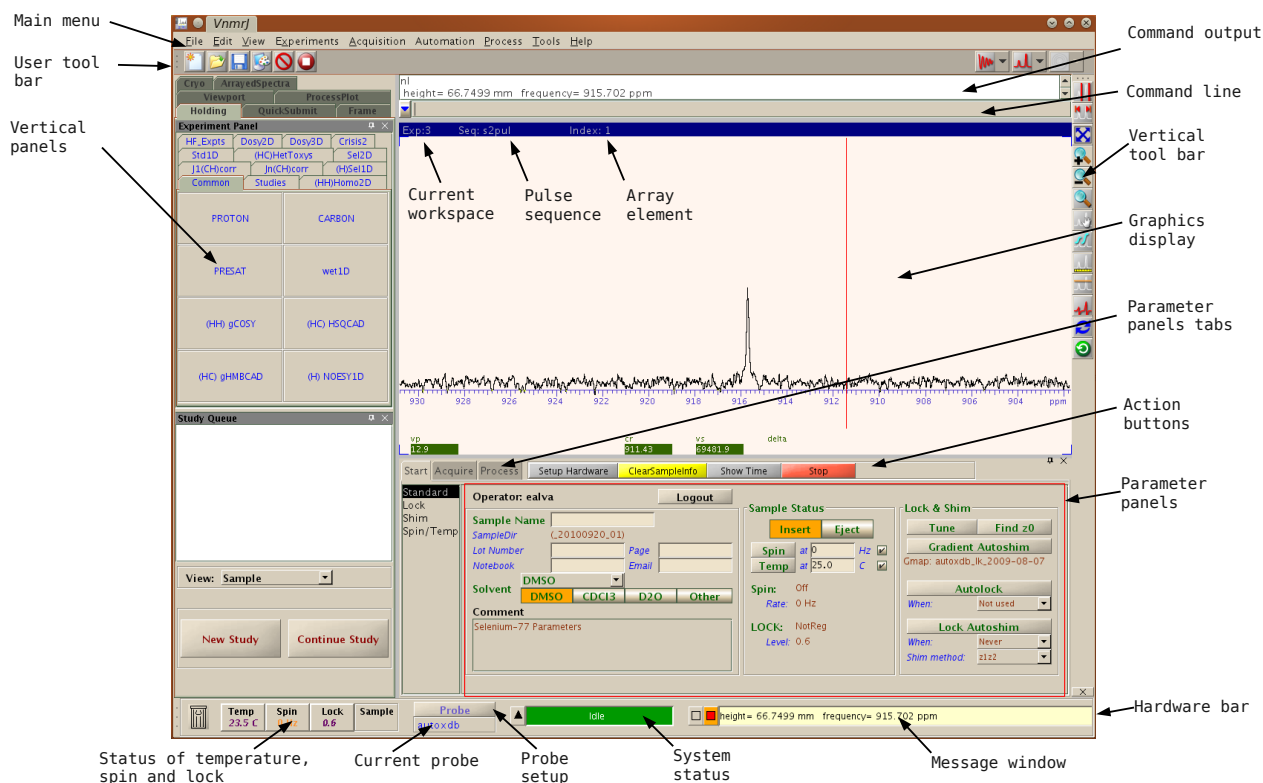 VnmrJ
Main menu
File Edit View Experiments Acquisition Automation Process Tools Help
Command output
User tool
bar
Cryo ArrayedSpectra
Viewport ProcessPlot
Holding QuickSubmit Frame
nl
height= 66.7499 mm frequency= 915.702 ppm
Command line
Vertical
panels
Experiment Panel
HF_Expts Dosy2D Dosy3D Crisis2
Std1D (HC)HetToxys Sel2D
J1(CH)corr Jn(CH)corr (H)Sel1D
Common Studies (HH)Homo2D
PROTON CARBON
PRESAT wet1D
(HH) gCOSY (HC) HSQCAD
(HC) gHMBCAD (H) NOESY1D
Exp:3 Seq: s2pul Index: 1
Vertical
tool bar
Current
workspace
Pulse
sequence
Array
element
Graphics
display
Parameter
panels tabs
930 928 926 924 922 920 918 916 914 912 910 908 906 904 ppm
Study Queue
vp cr vs delta
12.9 911.43 69481.9
Action
buttons
Start Acquire Process Setup Hardware ClearSampleInfo Show Time Stop
Parameter
panels
Standard
Lock
Shim
Spin/Temp
Operator: ealva Logout
Sample Name
SampleDir (_20100920_01)
Lot Number Page
Notebook Email
Solvent DMSO
DMSO CDCl3 D2O Other
Comment
Selenium-77 Parameters
Sample Status
Insert Eject
Spin at 0 Hz
Temp at 25.0 C
Spin: Off
Rate: 0 Hz
LOCK: NotReg
Level: 0.6
Lock & Shim
Tune Find z0
Gradient Autoshim
Gmap: autoxdb_lk_2009-08-07
Autolock
When: Not used
Lock Autoshim
When: Never
Shim method: z1z2
View: Sample
New Study Continue Study
Temp Spin Lock Sample
23.5 C 0.6
Probe
autoxdb
Idle
height= 66.7499 mm frequency= 915.702 ppm
Hardware bar
Status of temperature,
spin and lock
Current probe
Probe
setup
System
status
Message window